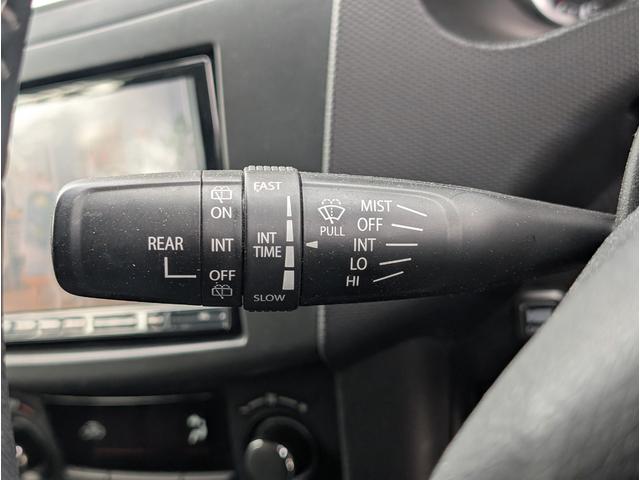 REAR
ON
INT
OFF
FAST
INT
TIME
SLOW
PULL
MIST
OFF
INT
LO
HI